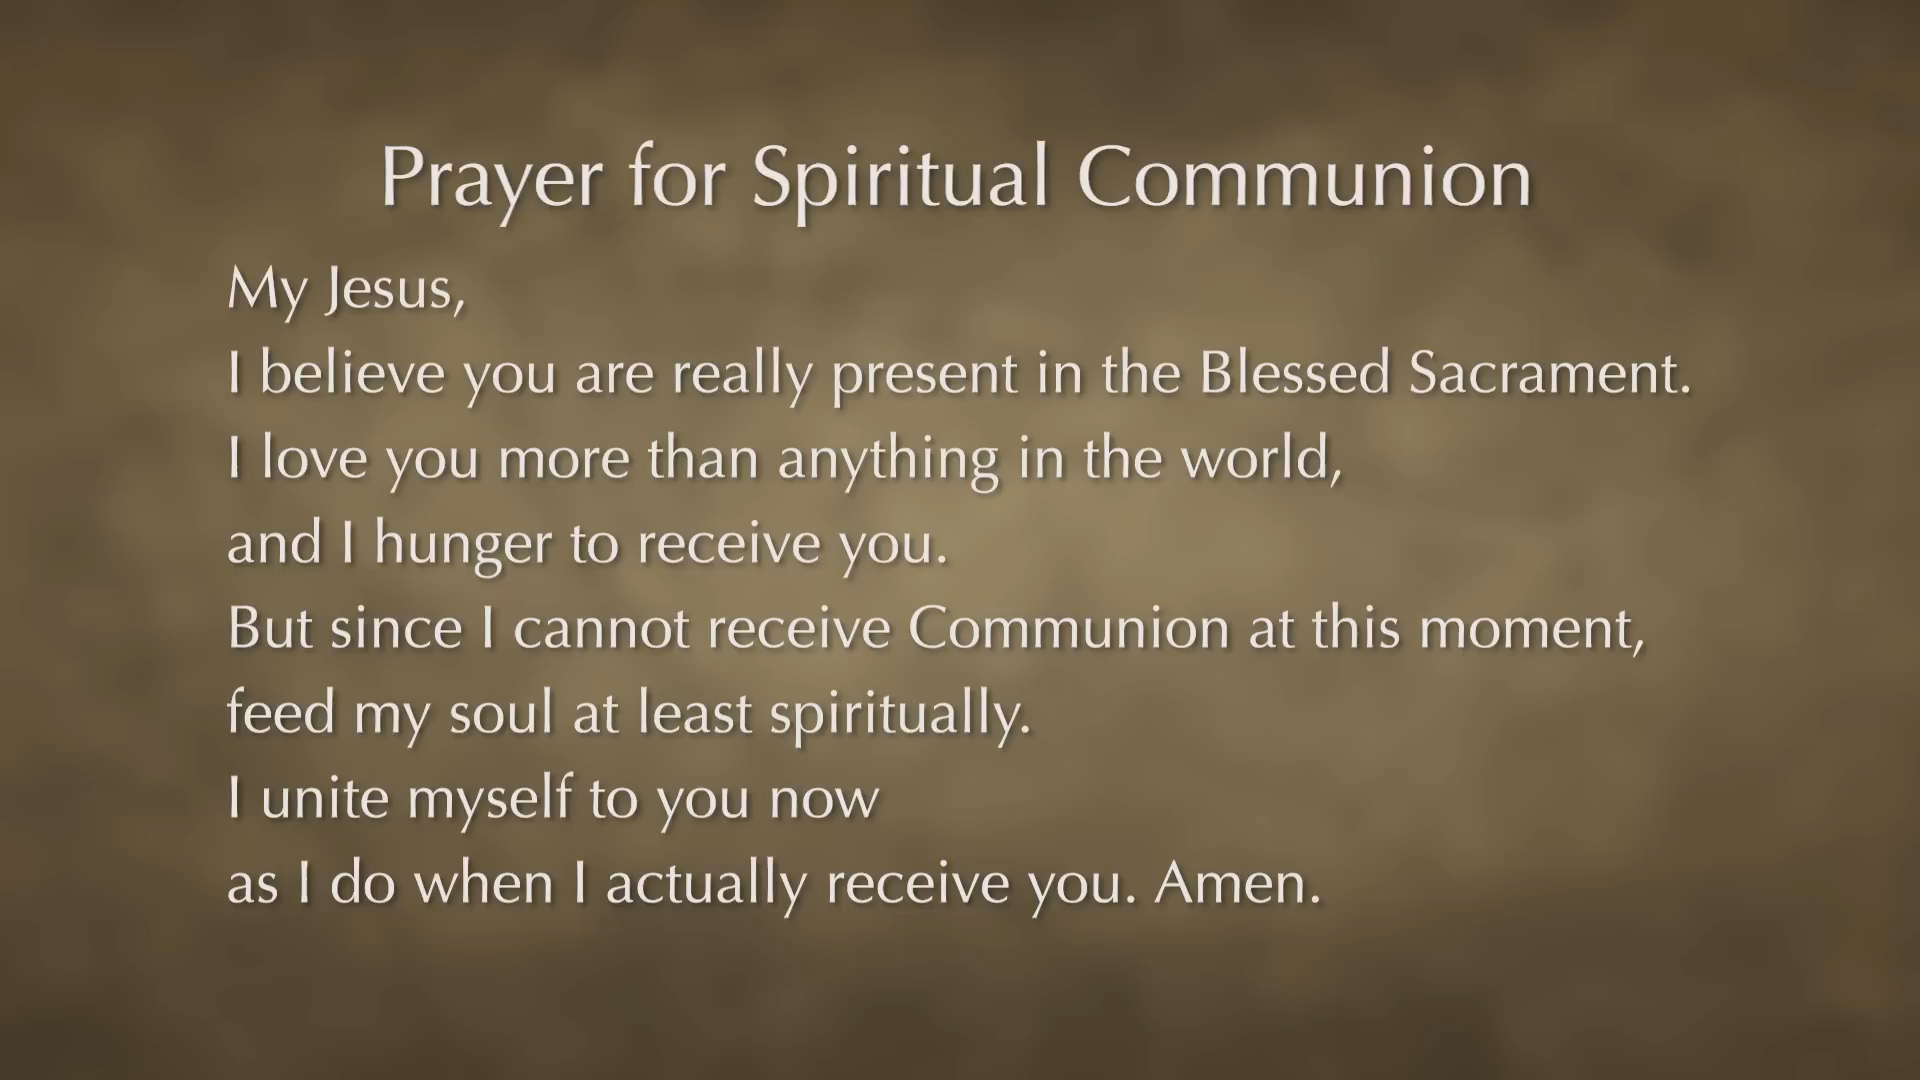 Prayer for Spiritual Communion
My Jesus,
I believe you are really present in the Blessed Sacrament.
I love you more than anything in the world,
and I hunger to receive you.
But since I cannot receive Communion at this moment,
feed my soul at least spiritually.
I unite myself to you now
as I do when I actually receive you. Amen.